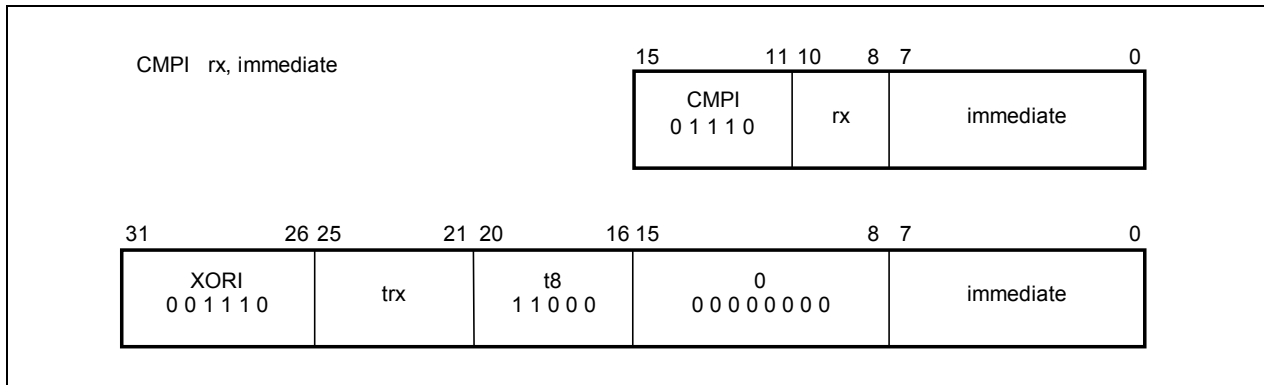 CMPI rx, immediate
15 11 10 8 7 0
CMPI rx immediate
0 1 1 1 0
31 26 25 21 20 16 15 8 7 0
XORI trx t8 0 immediate
0 0 1 1 1 0 1 1 0 0 0 0 0 0 0 0 0 0 0